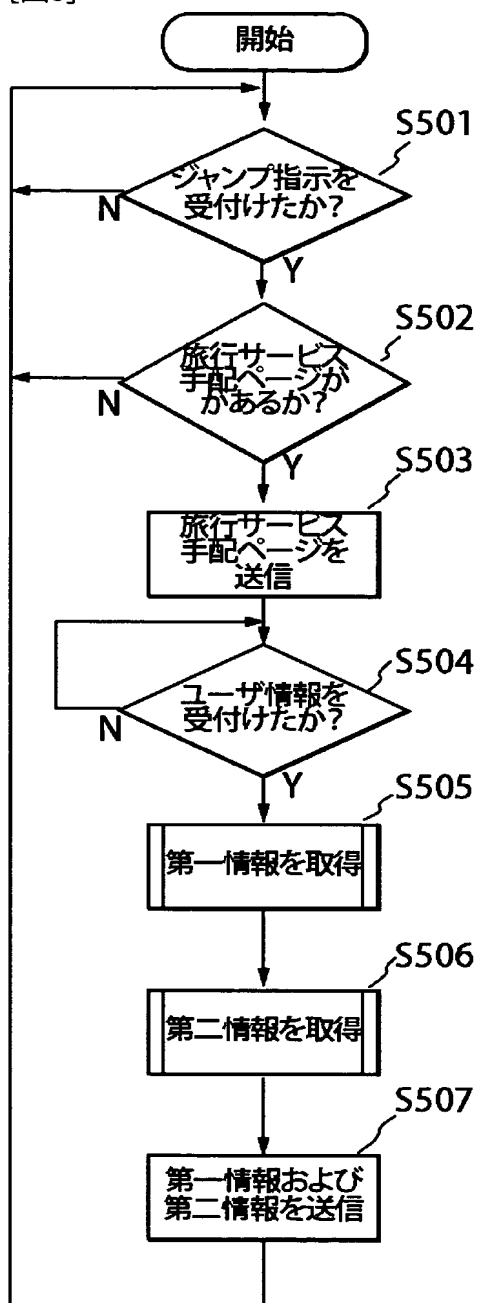 開始
S501
ジャンプ指示を
受付けたか?
N
Y
S502
旅行サービス
手配ページが
があるか?
N
Y
S503
旅行サービス
手配ページを
送信
S504
ユーザ情報を
受付けたか?
N
Y
S505
第一情報を取得
S506
第二情報を取得
S507
第一情報および
第二情報を送信